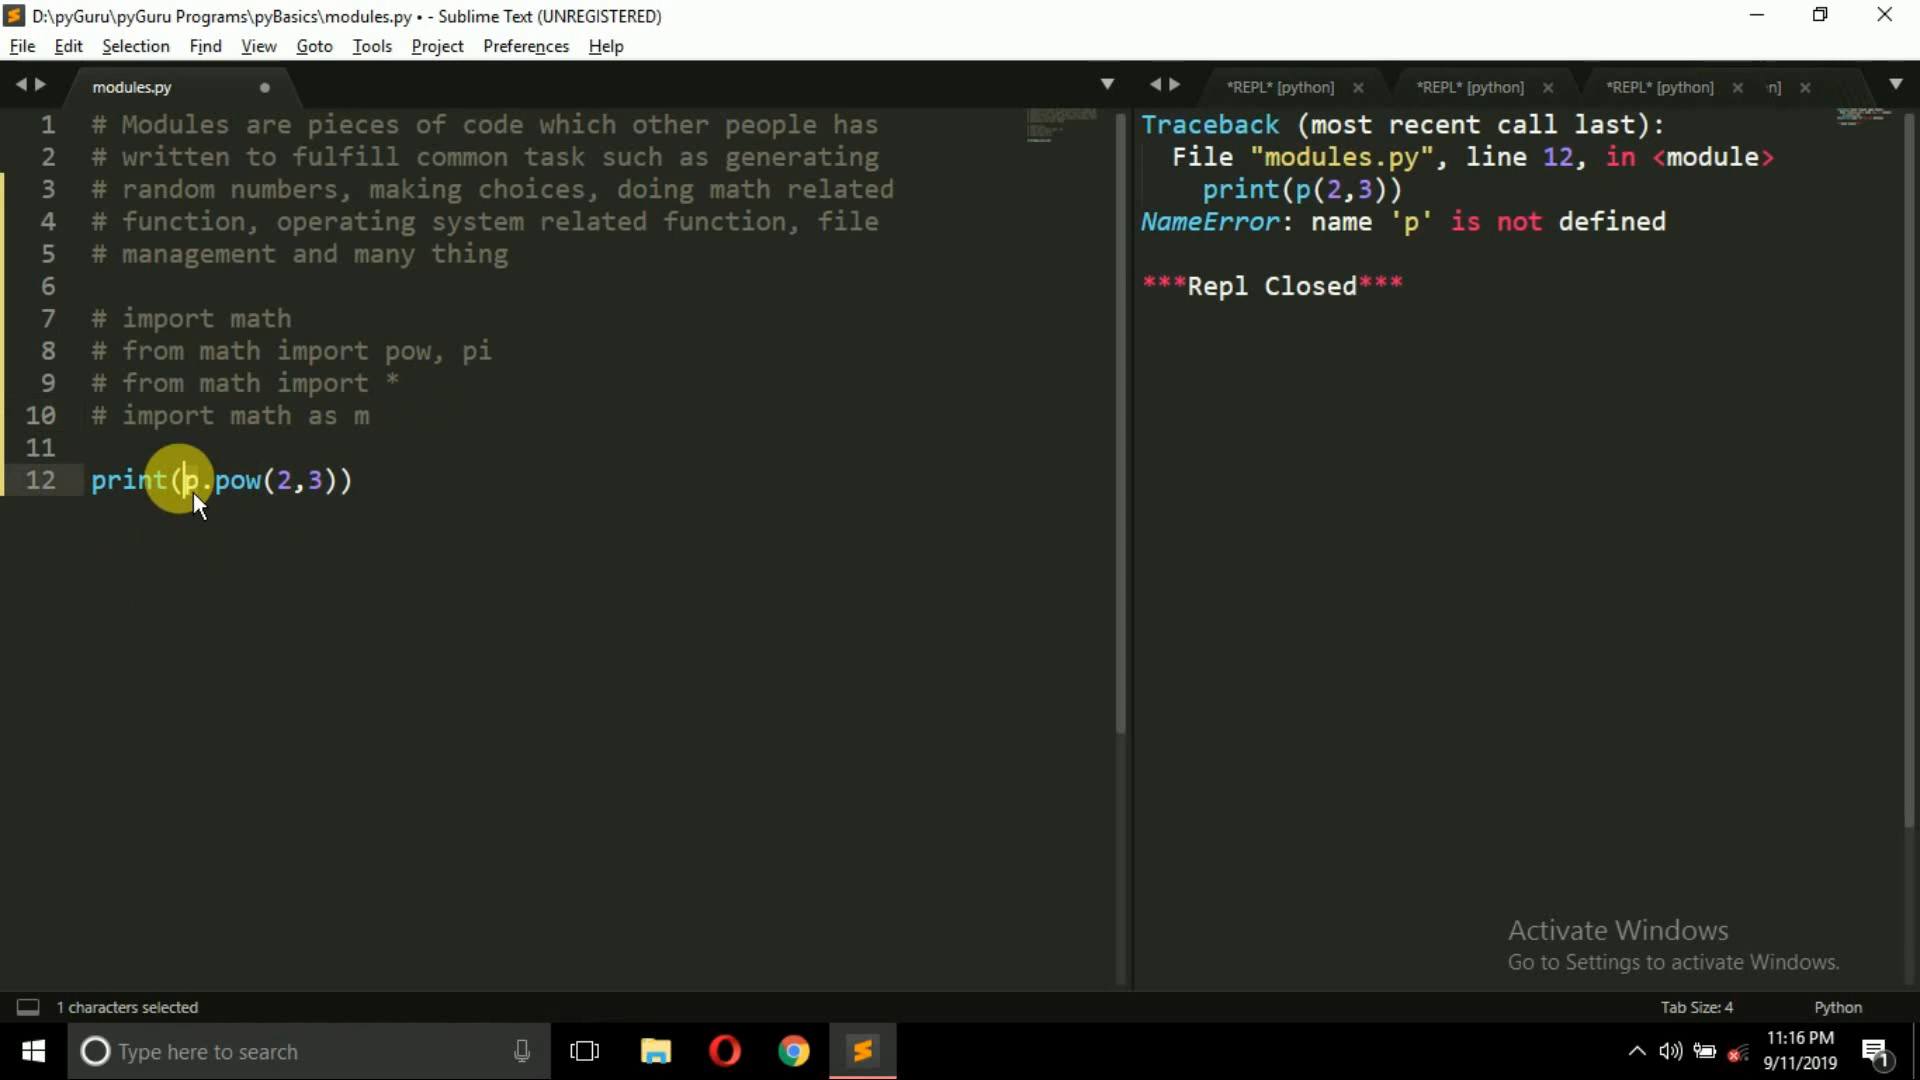 D:\pyGuru\pyGuru Programs\pyBasics\modules.py • - Sublime Text (UNREGISTERED)
File Edit Selection Find View Goto Tools Project Preferences Help
modules.py
*REPL* [python] *REPL* [python] *REPL* [python] n]
1 # Modules are pieces of code which other people has
2 # written to fulfill common task such as generating
3 # random numbers, making choices, doing math related
4 # function, operating system related function, file
5 # management and many thing
6
7 # import math
8 # from math import pow, pi
9 # from math import *
10 # import math as m
11
12 print(p.pow(2,3))
Traceback (most recent call last):
File "modules.py", line 12, in <module>
print(p(2,3))
NameError: name 'p' is not defined
***Repl Closed***
Activate Windows
Go to Settings to activate Windows.
1 characters selected
Tab Size: 4 Python
Type here to search
11:16 PM
9/11/2019
1